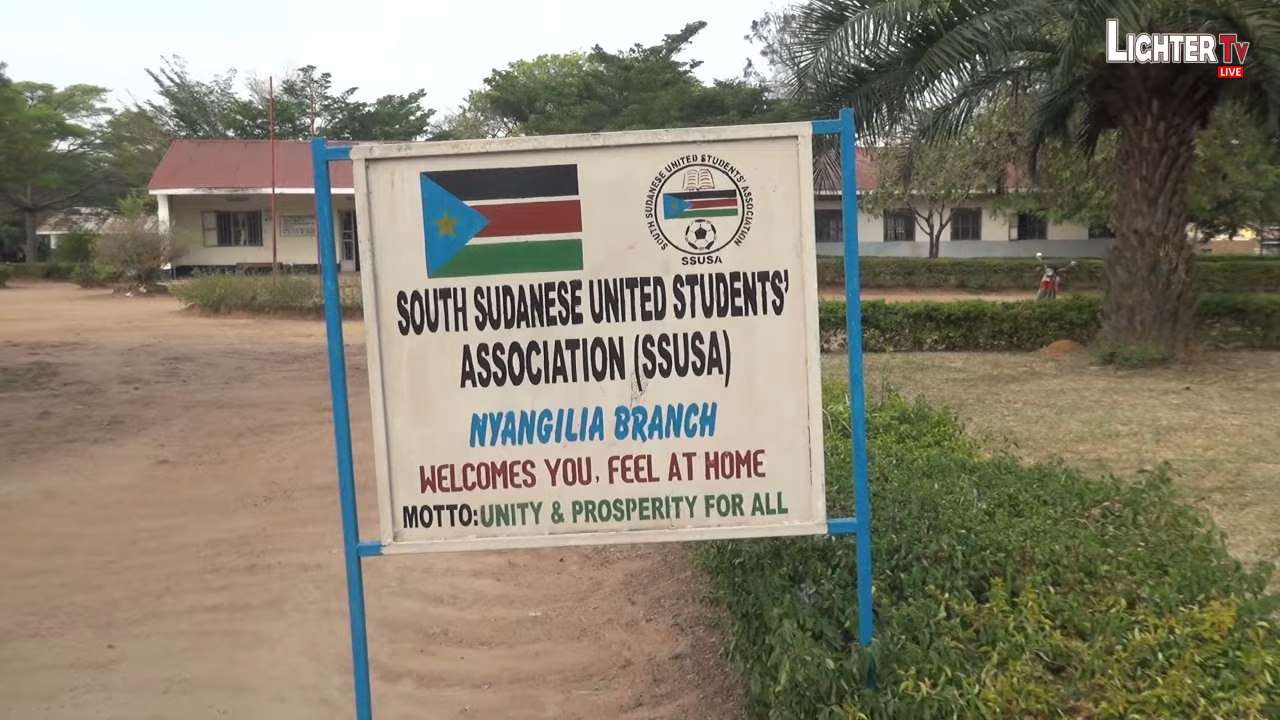 LICHTER TV
LIVE
SOUTH SUDANESE UNITED STUDENTS' ASSOCIATION
SSUSA
SOUTH SUDANESE UNITED STUDENTS'
ASSOCIATION (SSUSA)
NYANGILIA BRANCH
WELCOMES YOU, FEEL AT HOME
MOTTO: UNITY & PROSPERITY FOR ALL